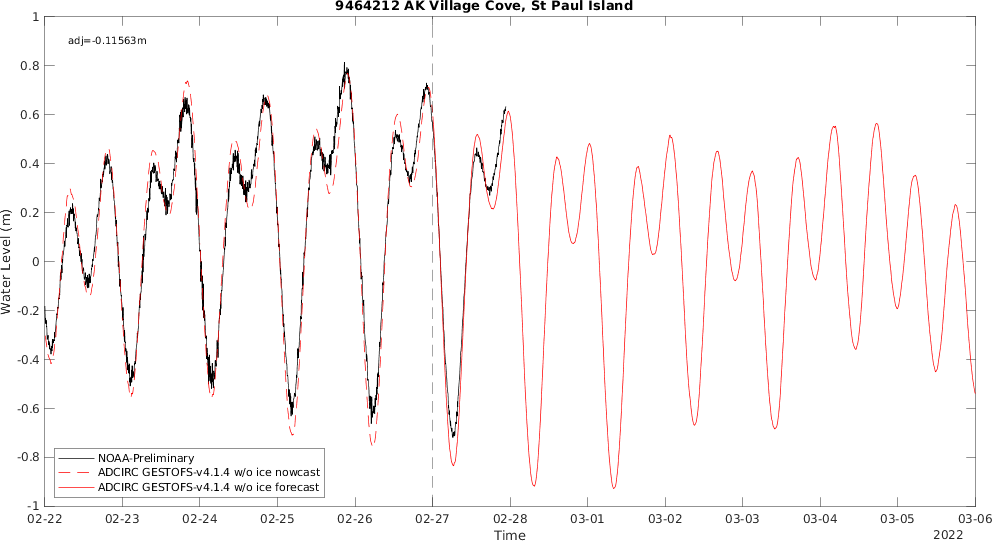 9464212 AK Village Cove, St Paul Island
adj=-0.11563m
Water Level (m)
1
0.8
0.6
0.4
0.2
0
-0.2
-0.4
-0.6
-0.8
-1
NOAA-Preliminary
ADCIRC GESTOFS-v4.1.4 w/o ice nowcast
ADCIRC GESTOFS-v4.1.4 w/o ice forecast
02-22 02-23 02-24 02-25 02-26 02-27 02-28 03-01 03-02 03-03 03-04 03-05 03-06
Time
2022